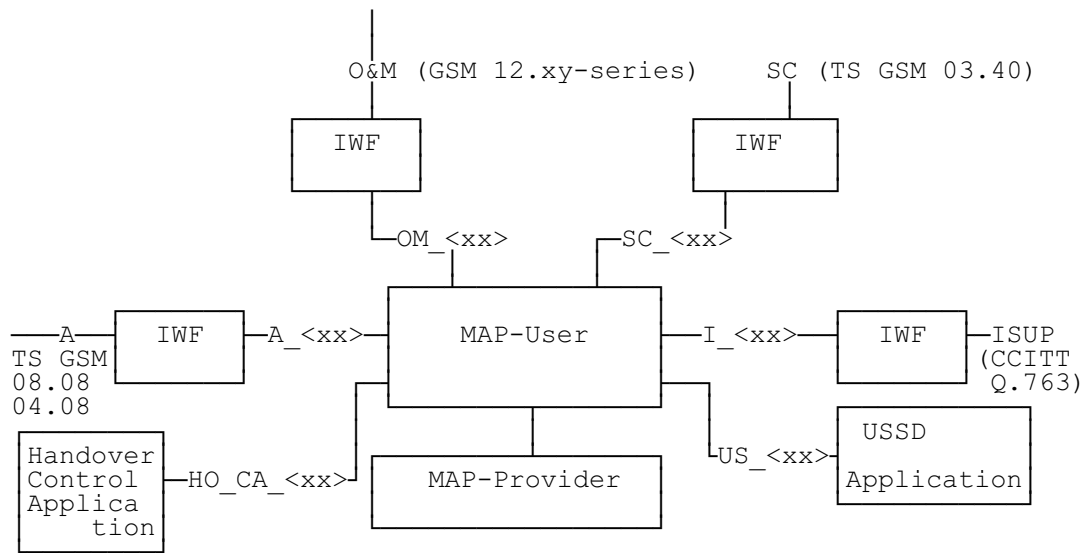 O&M (GSM 12.xy-series) SC (TS GSM 03.40)
IWF IWF
OM_<xx> SC_<xx>
A IWF A_<xx> MAP-User I_<xx> IWF ISUP
TS GSM (CCITT
08.08 Q.763)
04.08
USSD
Handover
Control HO_CA_<xx> MAP-Provider US_<xx> Application
Applica
tion